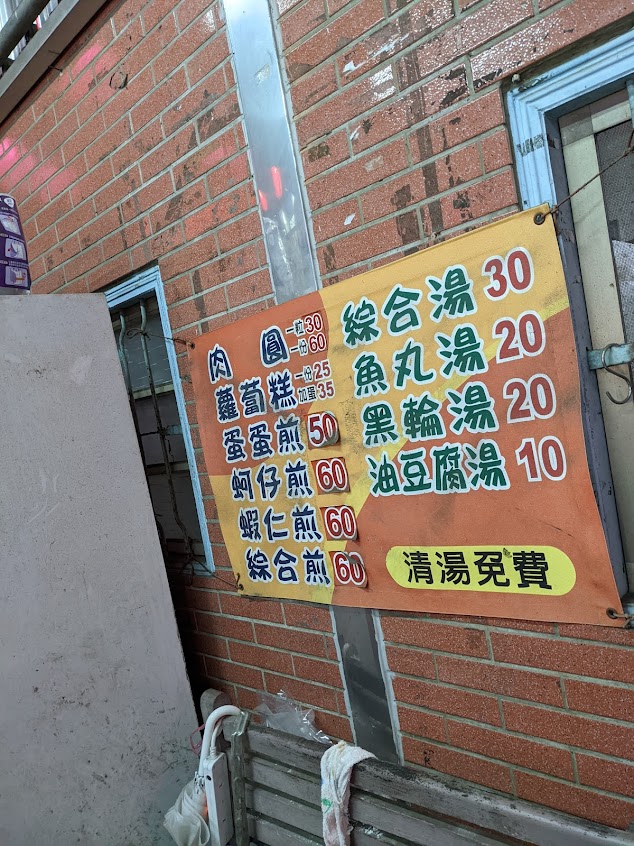 肉圓 一粒30 一份60
蘿蔔糕 一份25 加蛋35
蛋蛋煎 50
蚵仔煎 60
蝦仁煎 60
綜合煎 60
綜合湯 30
魚丸湯 20
黑輪湯 20
油豆腐湯 10
清湯免費